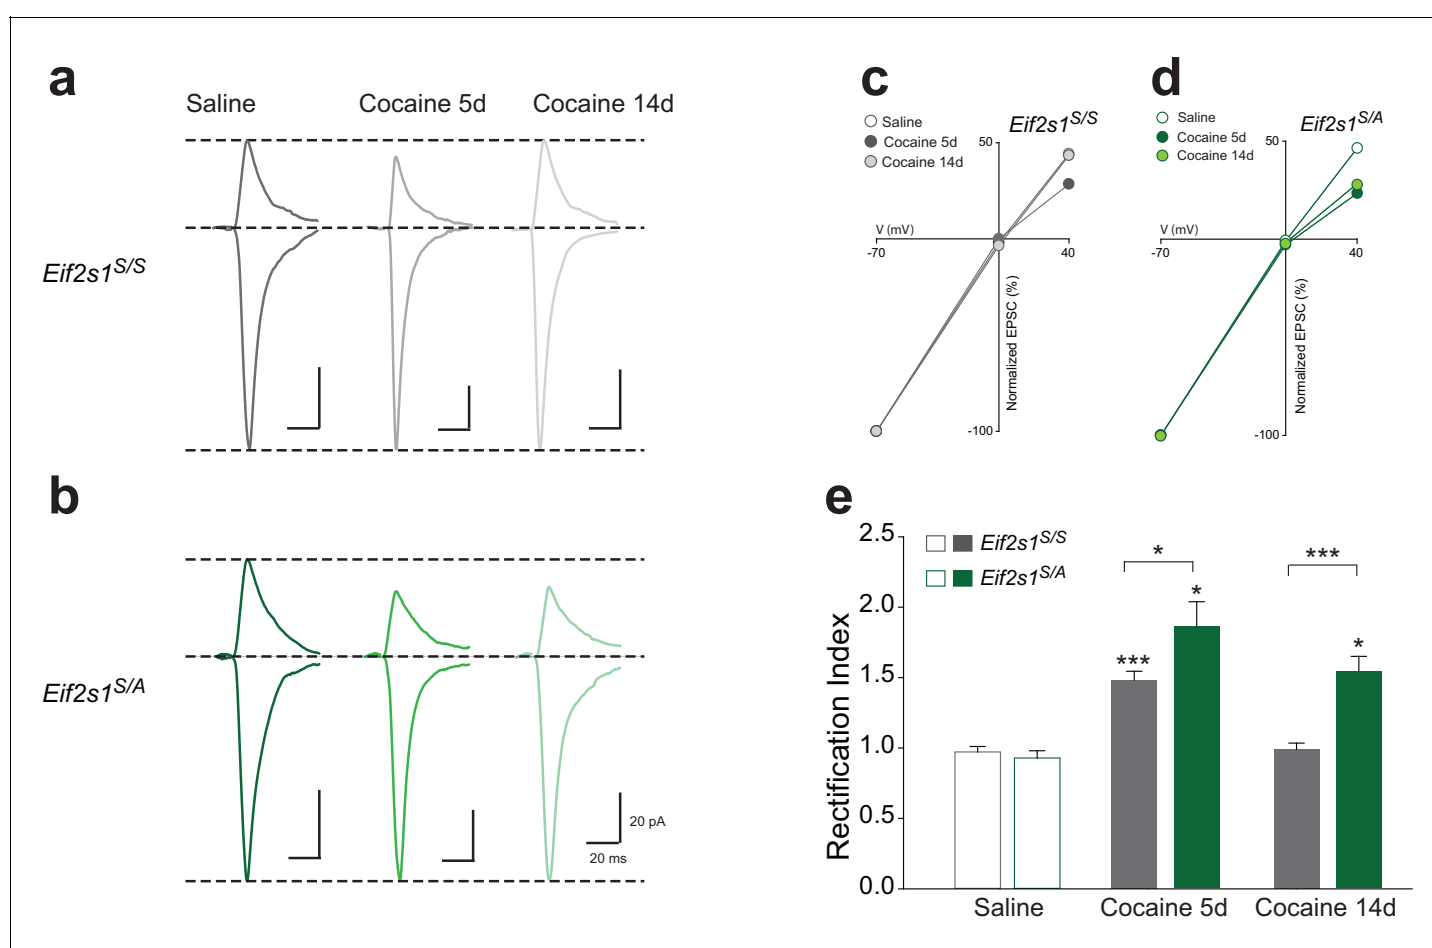 a
Saline Cocaine 5d Cocaine 14d
Eif2s1S/S
b
Eif2s1S/A
20 pA
20 ms
c
Saline
Cocaine 5d
Cocaine 14d
Eif2s1S/S
50
V (mV)
-70
40
Normalized EPSC (%)
-100
d
Saline
Cocaine 5d
Cocaine 14d
Eif2s1S/A
50
V (mV)
-70
40
Normalized EPSC (%)
-100
e
Rectification Index
2.5
2.0
1.5
1.0
0.5
0.0
Eif2s1S/S
Eif2s1S/A
*
***
*
***
*
Saline Cocaine 5d Cocaine 14d